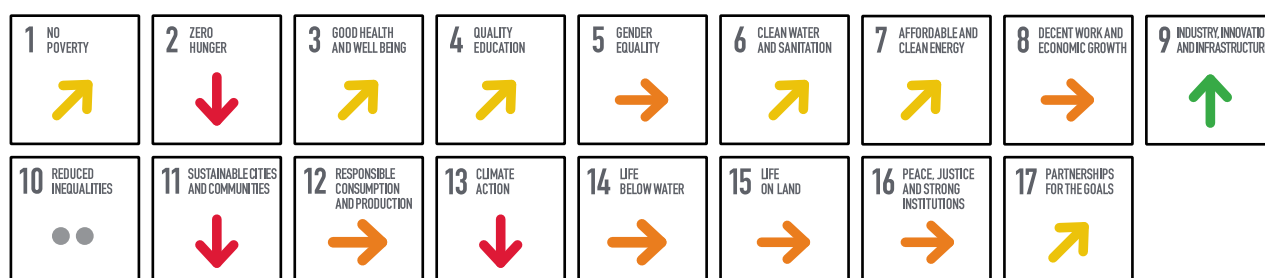 1 NO
POVERTY
2 ZERO
HUNGER
3 GOOD HEALTH
AND WELL BEING
4 QUALITY
EDUCATION
5 GENDER
EQUALITY
6 CLEAN WATER
AND SANITATION
7 AFFORDABLE AND
CLEAN ENERGY
8 DECENT WORK AND
ECONOMIC GROWTH
9 INDUSTRY, INNOVATIO
AND INFRASTRUCTUR
10 REDUCED
INEQUALITIES
11 SUSTAINABLE CITIES
AND COMMUNITIES
12 RESPONSIBLE
CONSUMPTION
AND PRODUCTION
13 CLIMATE
ACTION
14 LIFE
BELOW WATER
15 LIFE
ON LAND
16 PEACE, JUSTICE
AND STRONG
INSTITUTIONS
17 PARTNERSHIPS
FOR THE GOALS